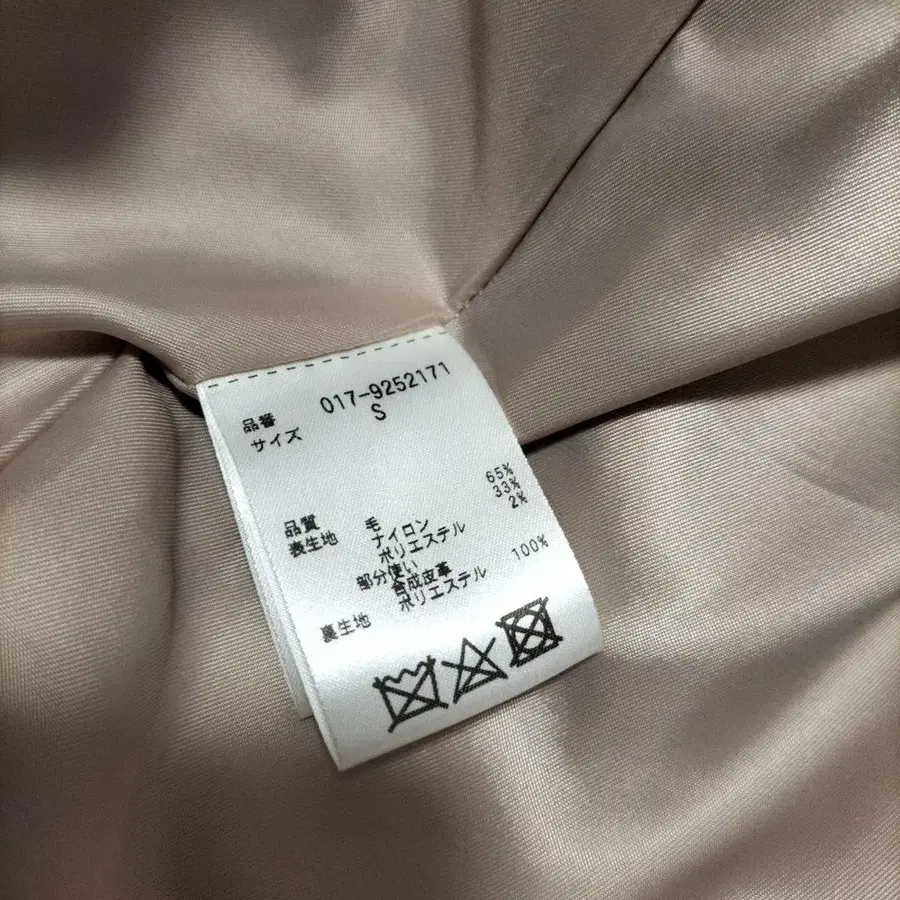 品番 017-9252171
サイズ S
品質
表生地 毛 65%
ナイロン 33%
ポリエステル 2%
部分使い
合成皮革
裏生地 ポリエステル 100%